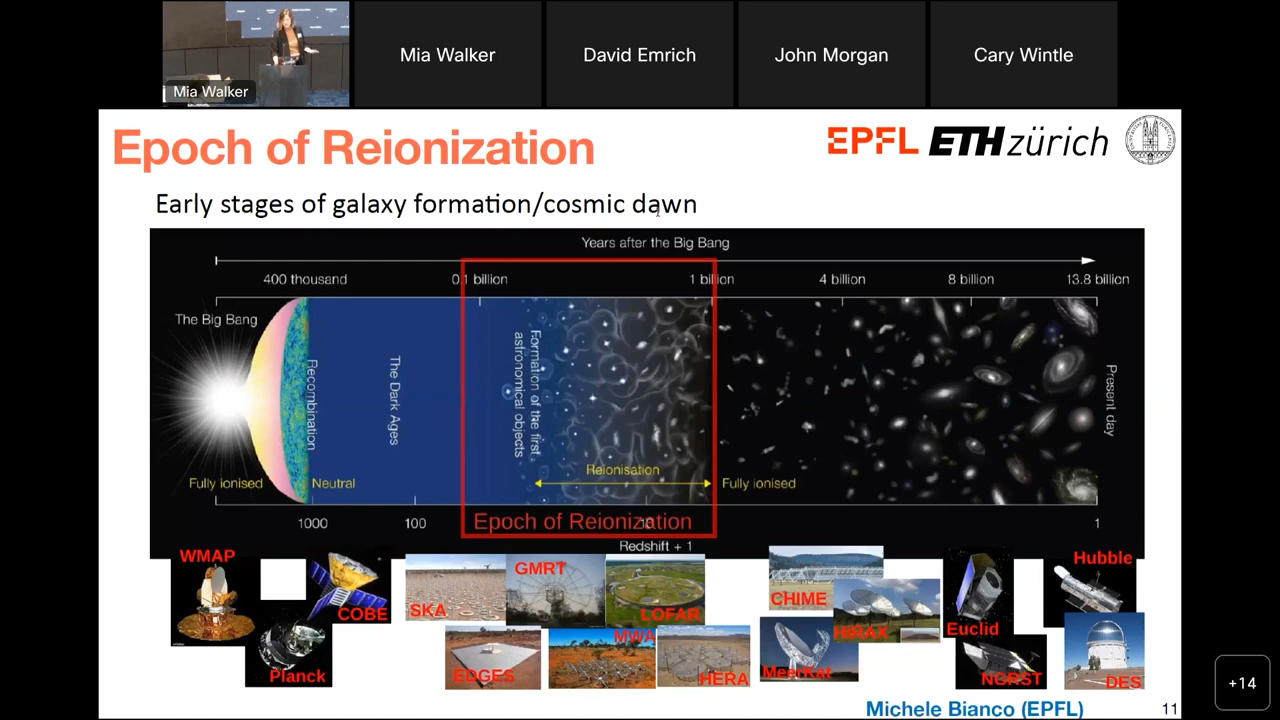 Mia Walker
Mia Walker
David Emrich
John Morgan
Cary Wintle
Epoch of Reionization
EPFL ETH zürich
Early stages of galaxy formation/cosmic dawn
Years after the Big Bang
400 thousand
0.1 billion
1 billion
4 billion
8 billion
13.8 billion
The Big Bang
Recombination
The Dark Ages
Formation of the first
astronomical objects
Present day
Reionisation
Fully ionised
Neutral
Fully ionised
1000
100
10
1
Epoch of Reionization
Redshift + 1
WMAP
COBE
Planck
SKA
GMRT
LOFAR
EDGES
MWA
HERA
CHIME
HIRAX
MeerKat
Euclid
NGRST
Hubble
DES
Michele Bianco (EPFL)
11
+14